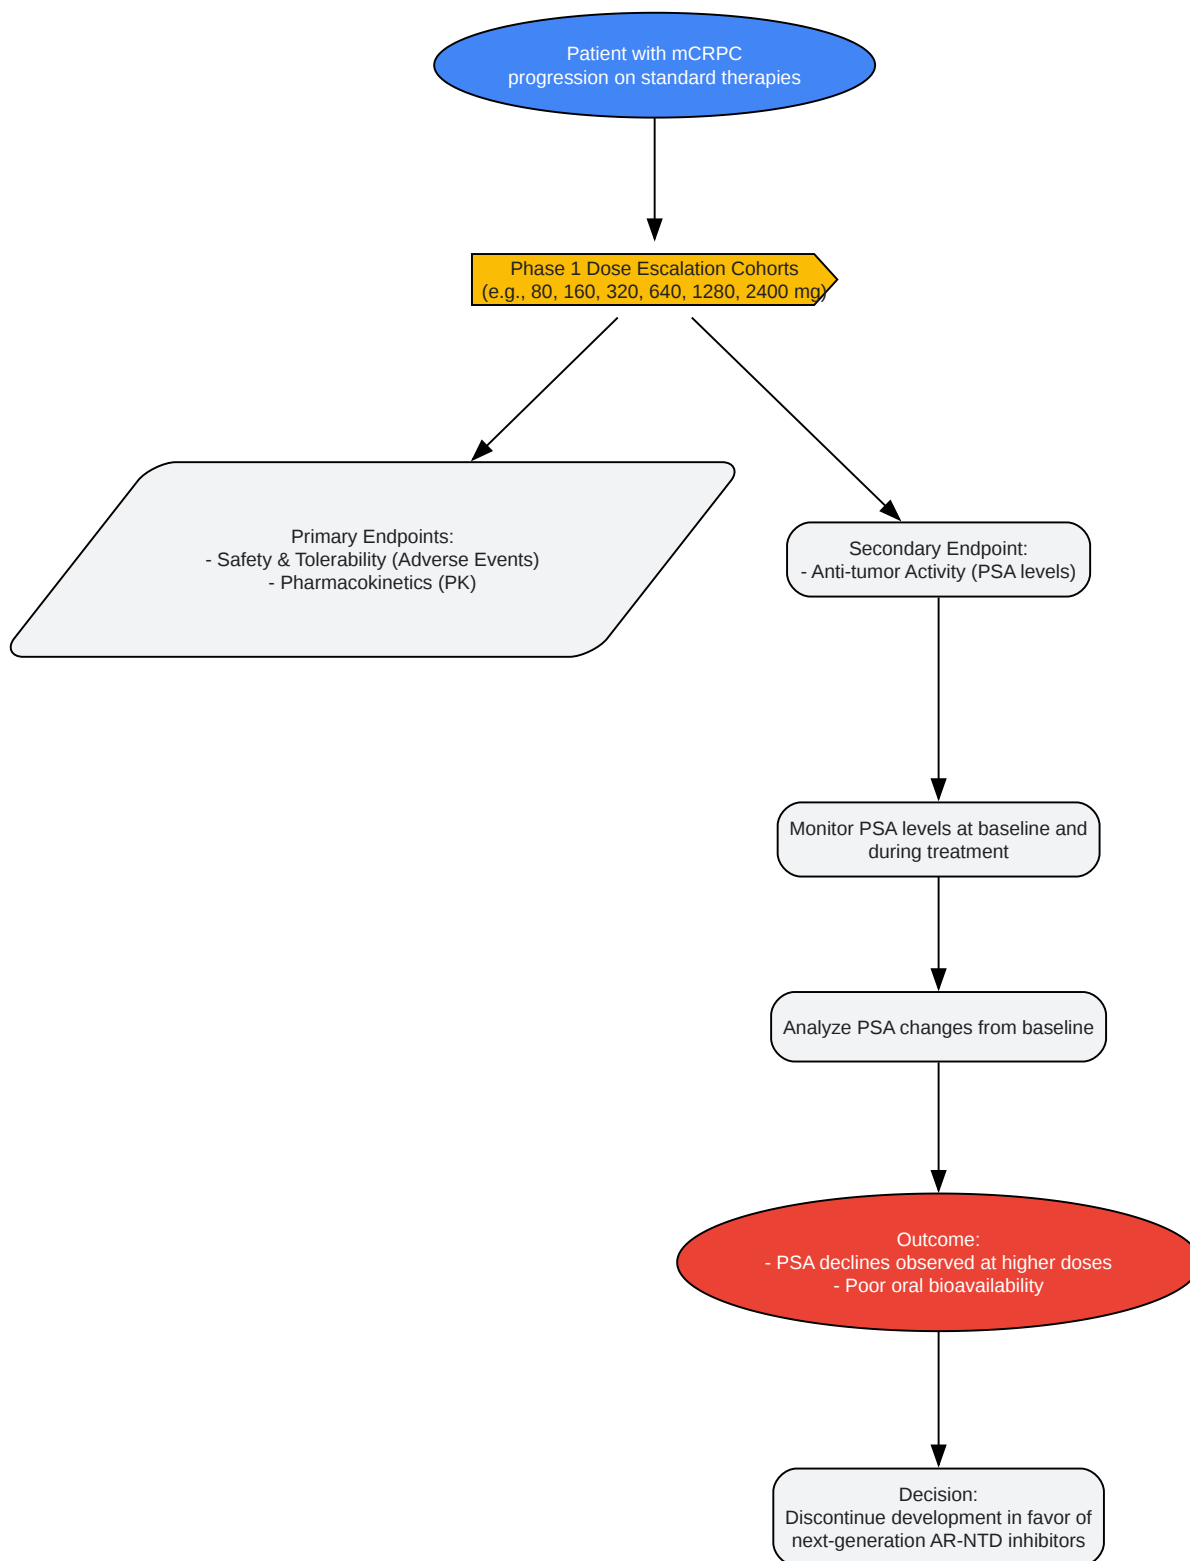 Patient with mCRPC
progression on standard therapies
Phase 1 Dose Escalation Cohorts
(e.g., 80, 160, 320, 640, 1280, 2400 mg)
Primary Endpoints:
- Safety & Tolerability (Adverse Events)
- Pharmacokinetics (PK)
Secondary Endpoint:
- Anti-tumor Activity (PSA levels)
Monitor PSA levels at baseline and
during treatment
Analyze PSA changes from baseline
Outcome:
- PSA declines observed at higher doses
- Poor oral bioavailability
Decision:
Discontinue development in favor of
next-generation AR-NTD inhibitors